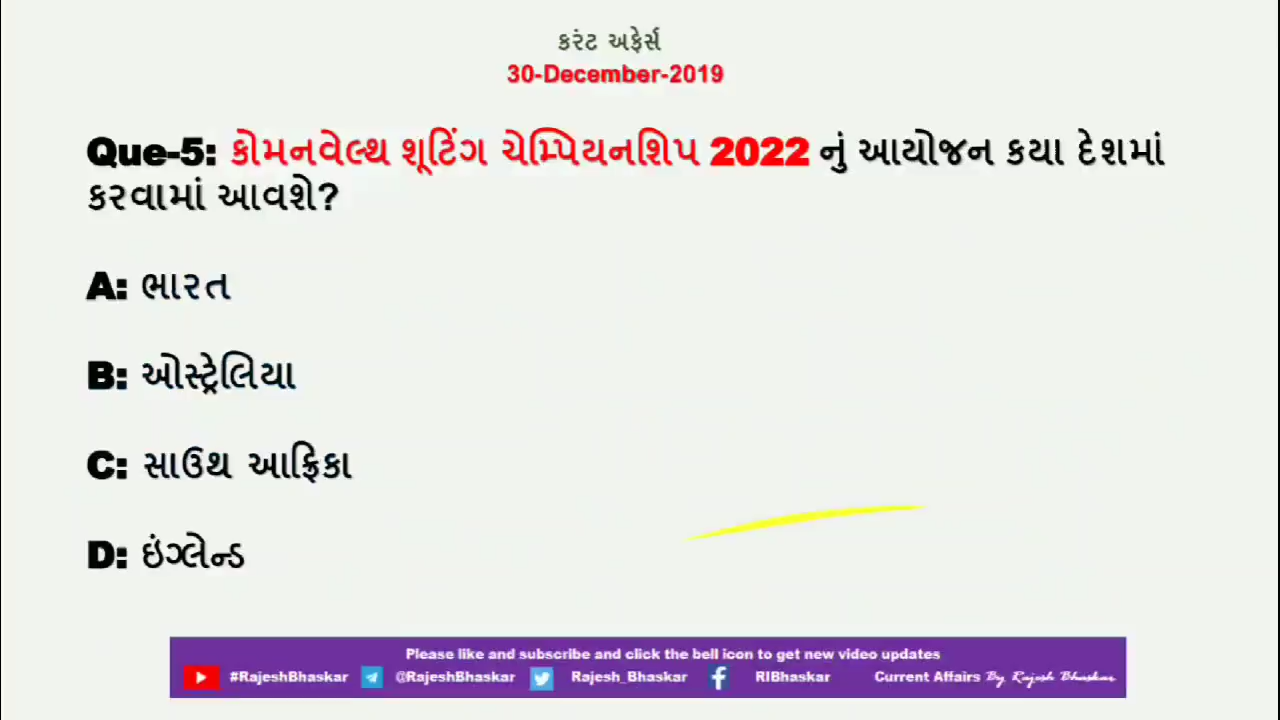 કરંટ અફેર્સ
30-December-2019
Que-5: કોમનવેલ્થ શૂટિંગ ચેમ્પિયનશિપ 2022 નું આયોજન કયા દેશમાં
કરવામાં આવશે?
A: ભારત
B: ઓસ્ટ્રેલિયા
C: સાઉથ આફ્રિકા
D: ઇંગ્લેન્ડ
Please like and subscribe and click the bell icon to get new video updates
#RajeshBhaskar @RajeshBhaskar Rajesh_Bhaskar RIBhaskar Current Affairs By Rajesh Bhaskar